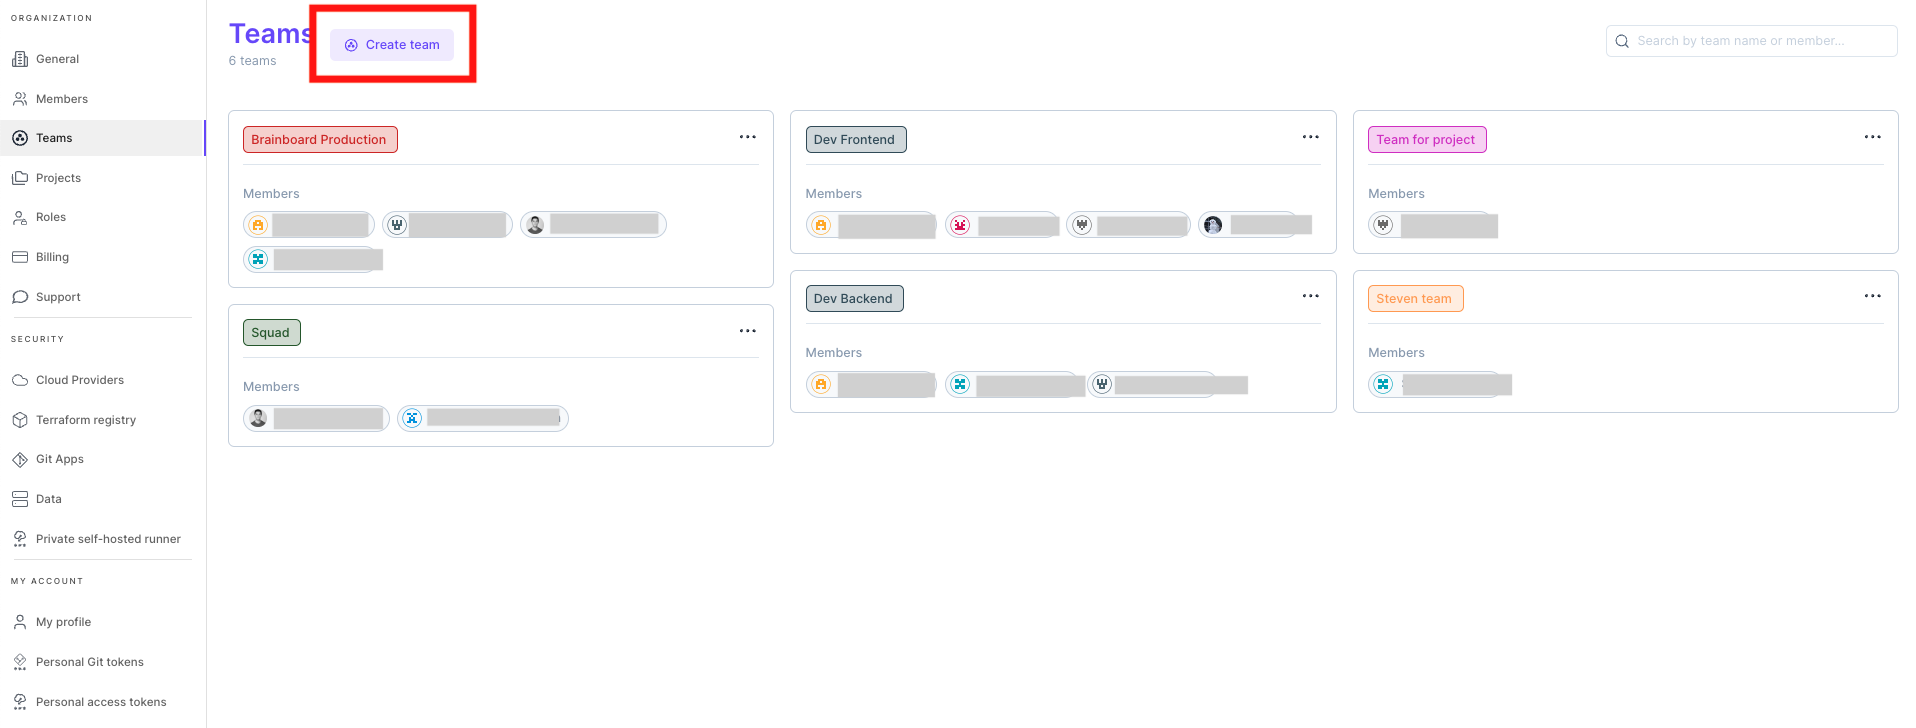 ORGANIZATION
General
Members
Teams
Projects
Roles
Billing
Support
SECURITY
Cloud Providers
Terraform registry
Git Apps
Data
Private self-hosted runner
MY ACCOUNT
My profile
Personal Git tokens
Personal access tokens
Teams
Create team
6 teams
Search by team name or member...
Brainboard Production
Members
Squad
Members
Dev Frontend
Members
Dev Backend
Members
Team for project
Members
Steven team
Members